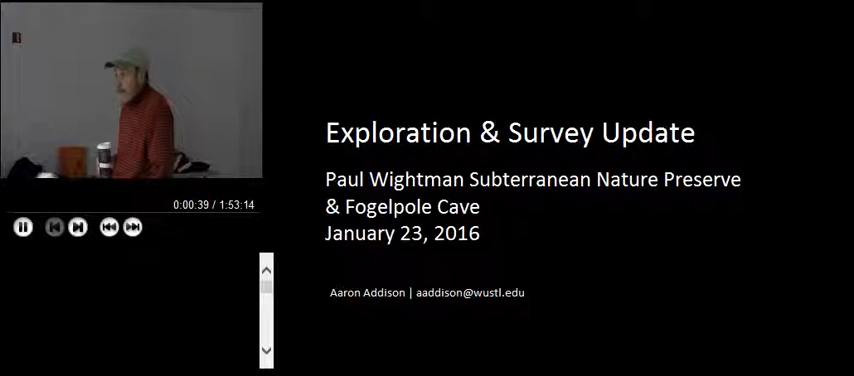 0:00:39 / 1:53:14
Exploration & Survey Update
Paul Wightman Subterranean Nature Preserve
& Fogelpole Cave
January 23, 2016
Aaron Addison | aaddison@wustl.edu